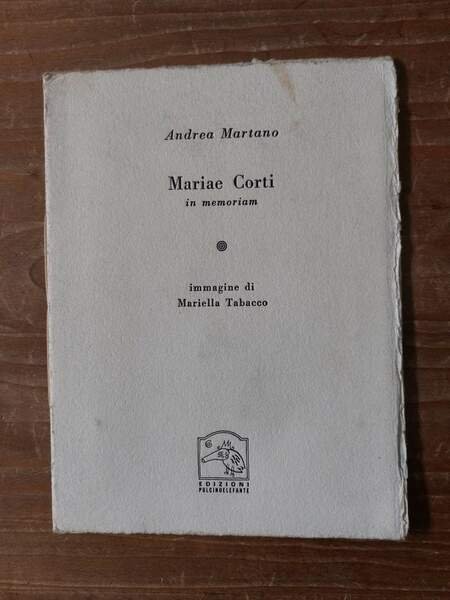 Andrea Martano
Mariae Corti
in memoriam
immagine di
Mariella Tabacco
EDIZIONI
PULCINOELEFANTE